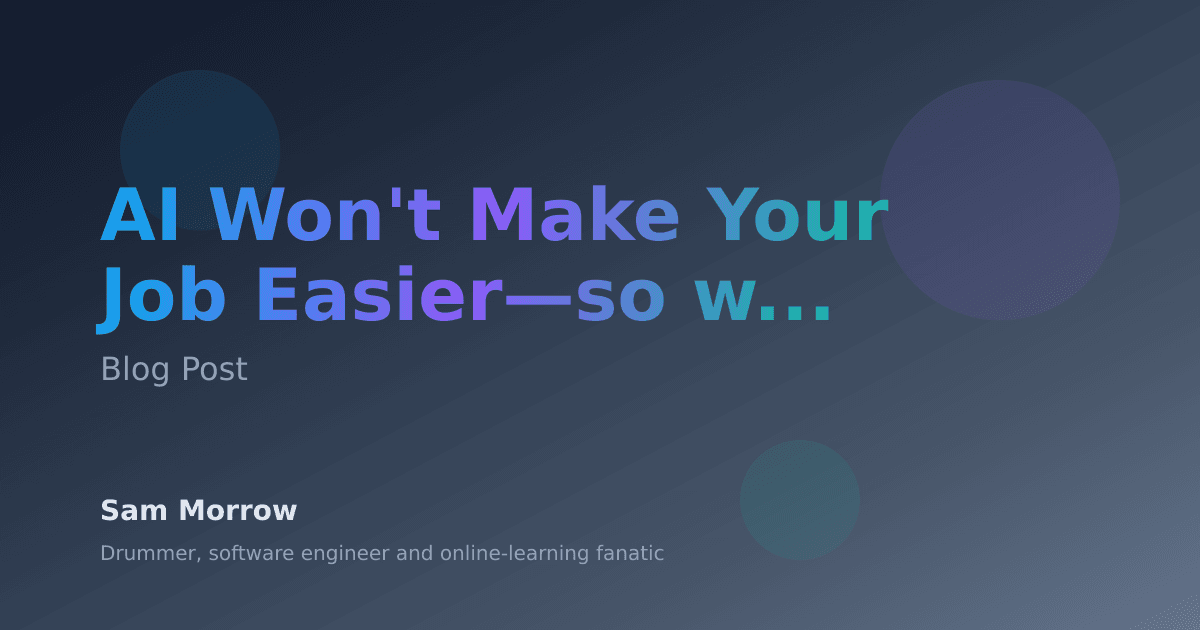 AI Won't Make Your
Job Easier—so w...
Blog Post
Sam Morrow
Drummer, software engineer and online-learning fanatic